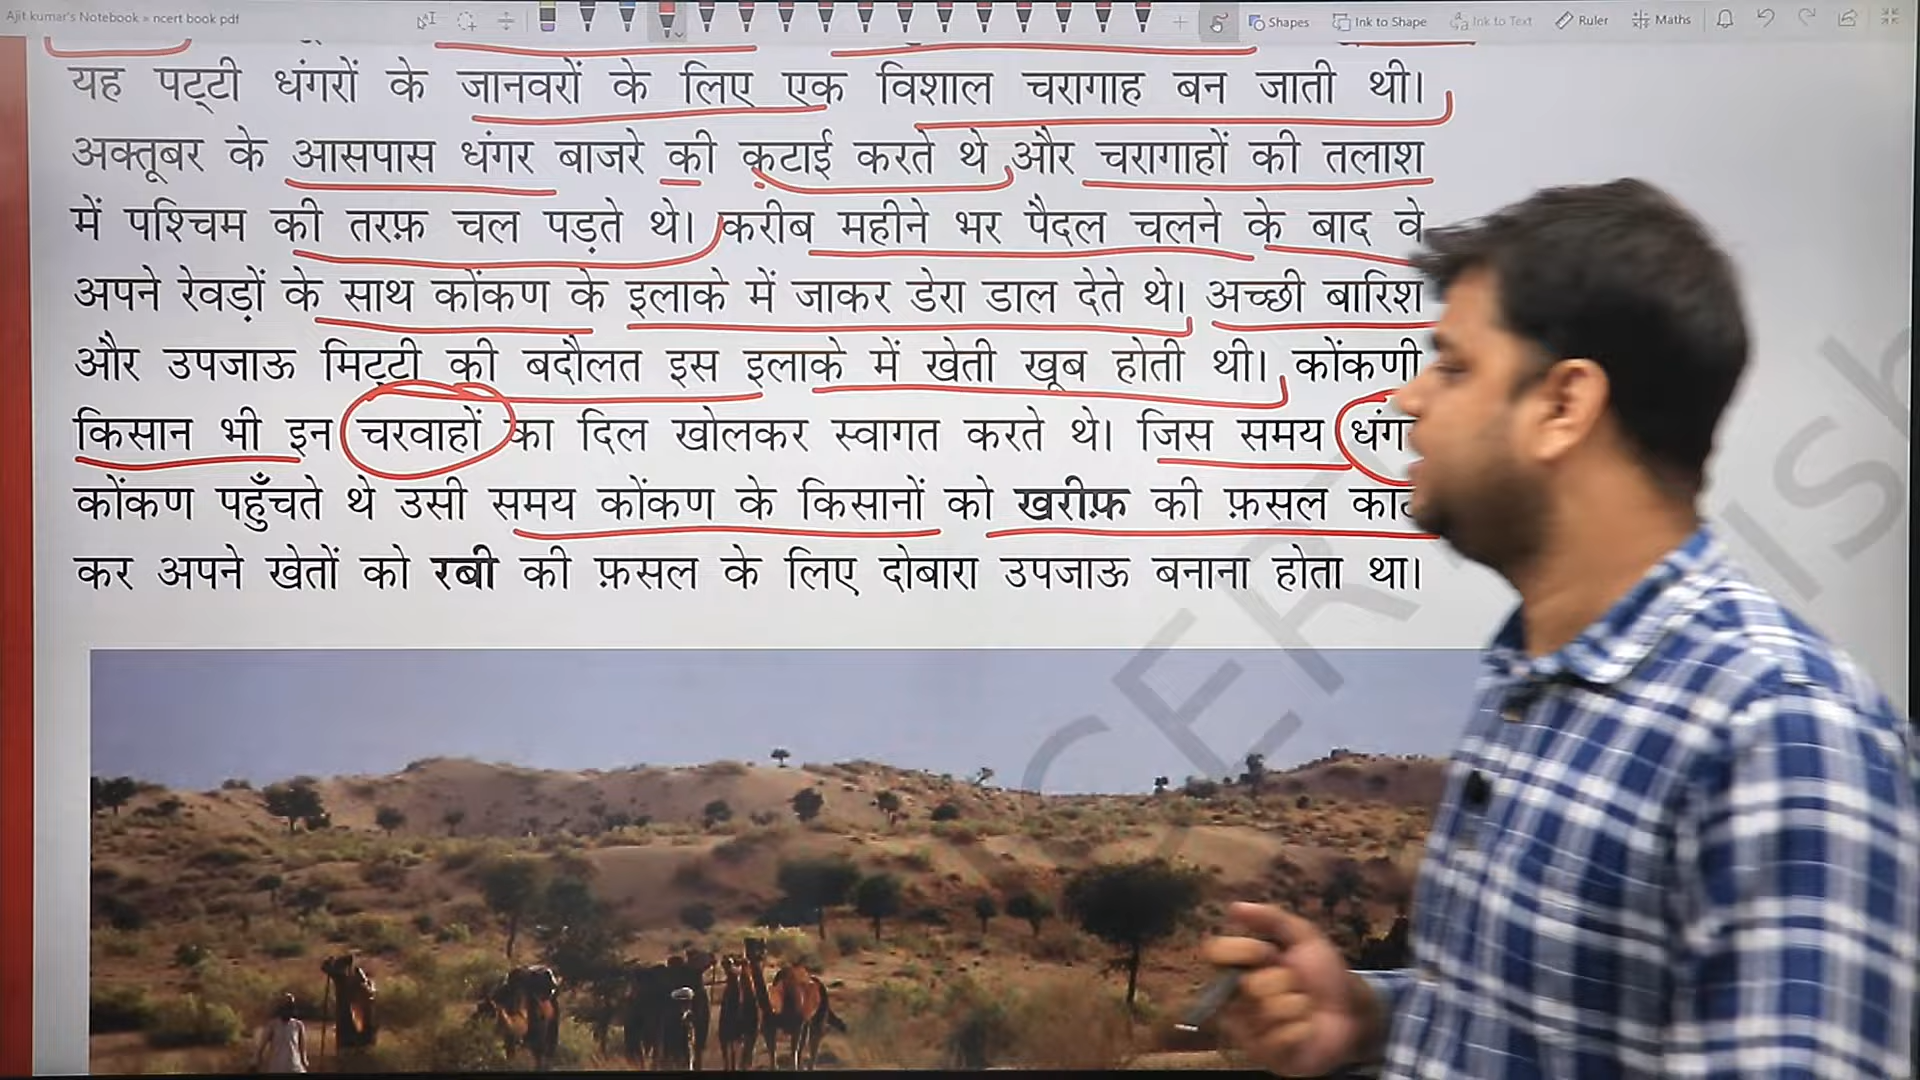 Ajit kumar's Notebook » ncert book pdf
Shapes
Ink to Shape
Ink to Text
Ruler
Maths
यह पट्टी धंगरों के जानवरों के लिए एक विशाल चरागाह बन जाती थी।
अक्तूबर के आसपास धंगर बाजरे की कटाई करते थे और चरागाहों की तलाश
में पश्चिम की तरफ़ चल पड़ते थे। करीब महीने भर पैदल चलने के बाद वे
अपने रेवड़ों के साथ कोंकण के इलाके में जाकर डेरा डाल देते थे। अच्छी बारिश
और उपजाऊ मिट्टी की बदौलत इस इलाके में खेती खूब होती थी। कोंकणी
किसान भी इन चरवाहों का दिल खोलकर स्वागत करते थे। जिस समय
कोंकण पहुँचते थे उसी समय कोंकण के किसानों को खरीफ़ की फ़सल
कर अपने खेतों को रबी की फ़सल के लिए दोबारा उपजाऊ बनाना होता था।